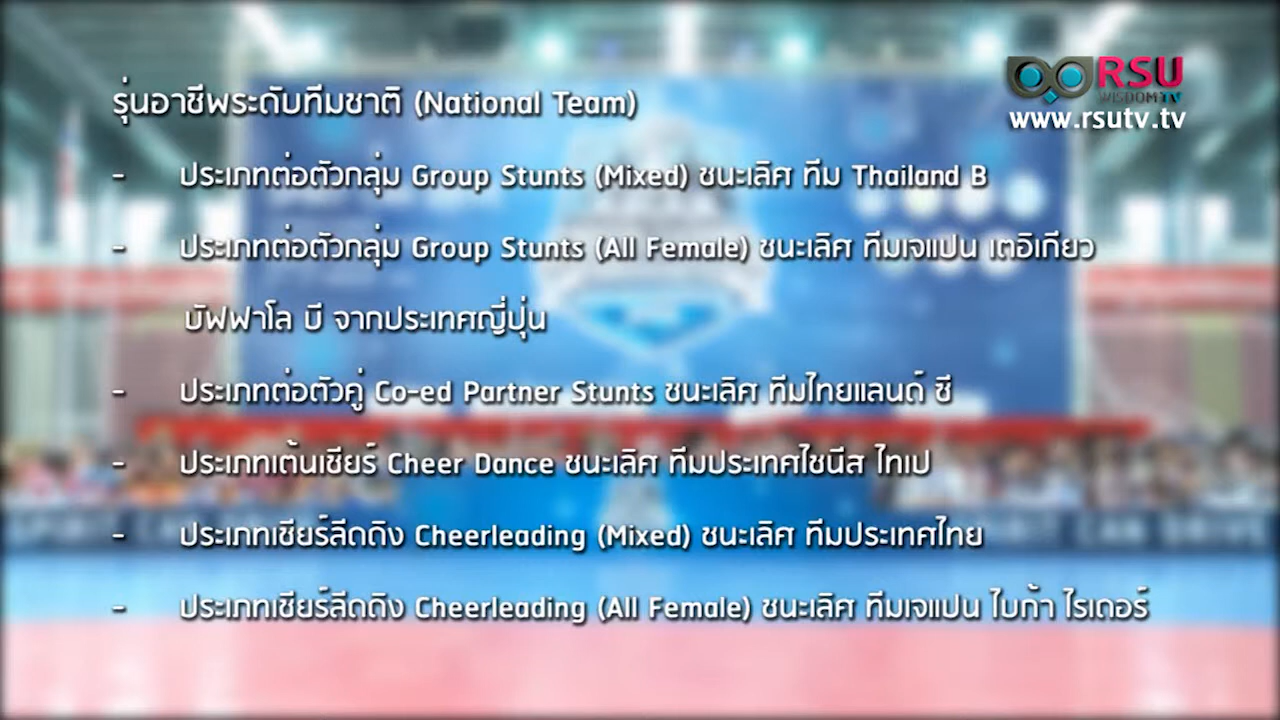 RSU
WISDOM TV
www.rsutv.tv
รุ่นอาชีพระดับทีมชาติ (National Team)
- ประเภทต่อตัวกลุ่ม Group Stunts (Mixed) ชนะเลิศ ทีม Thailand B
- ประเภทต่อตัวกลุ่ม Group Stunts (All Female) ชนะเลิศ ทีมเจแปน เตอิเกียว
บัฟฟาโล บี จากประเทศญี่ปุ่น
- ประเภทต่อตัวคู่ Co-ed Partner Stunts ชนะเลิศ ทีมไทยแลนด์ ซี
- ประเภทเต้นเชียร์ Cheer Dance ชนะเลิศ ทีมประเทศไชนีส ไทเป
- ประเภทเชียร์ลีดดิง Cheerleading (Mixed) ชนะเลิศ ทีมประเทศไทย
- ประเภทเชียร์ลีดดิง Cheerleading (All Female) ชนะเลิศ ทีมเจแปน ไบก้า ไรเดอร์